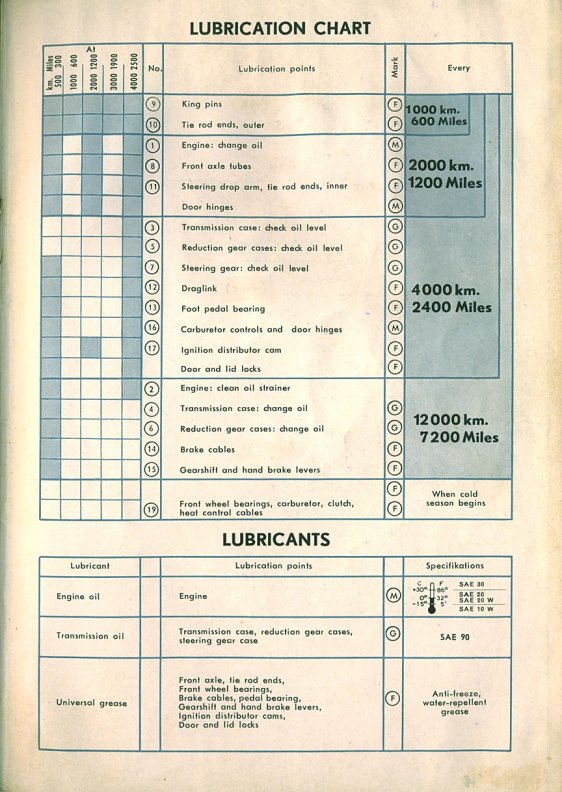 LUBRICATION CHART
At
km. Miles
500 300
1000 600
2000 1200
3000 1900
4000 2500
No. Lubrication points Mark Every
9 King pins F 1000 km.
600 Miles
10 Tie rod ends, outer F
1 Engine: change oil M 2000 km.
1200 Miles
8 Front axle tubes F
11 Steering drop arm, tie rod ends, inner F
Door hinges M
3 Transmission case: check oil level G
5 Reduction gear cases: check oil level G
7 Steering gear: check oil level G
12 Draglink F 4000 km.
2400 Miles
13 Foot pedal bearing F
16 Carburetor controls and door hinges M
17 Ignition distributor cam F
Door and lid locks F
2 Engine: clean oil strainer
4 Transmission case: change oil G 12000 km.
7200 Miles
6 Reduction gear cases: change oil G
14 Brake cables F
15 Gearshift and hand brake levers F
F When cold
season begins
19 Front wheel bearings, carburetor, clutch,
heat control cables F
LUBRICANTS
Lubricant Lubrication points Specifikations
Engine oil Engine M
C F
+30° 86°
0° 32°
-15° 5°
SAE 30
SAE 20
SAE 20 W
SAE 10 W
Transmission oil Transmission case, reduction gear cases,
steering gear case G SAE 90
Universal grease Front axle, tie rod ends,
Front wheel bearings,
Brake cables, pedal bearing,
Gearshift and hand brake levers,
Ignition distributor cams,
Door and lid locks
F Anti-freeze,
water-repellent
grease